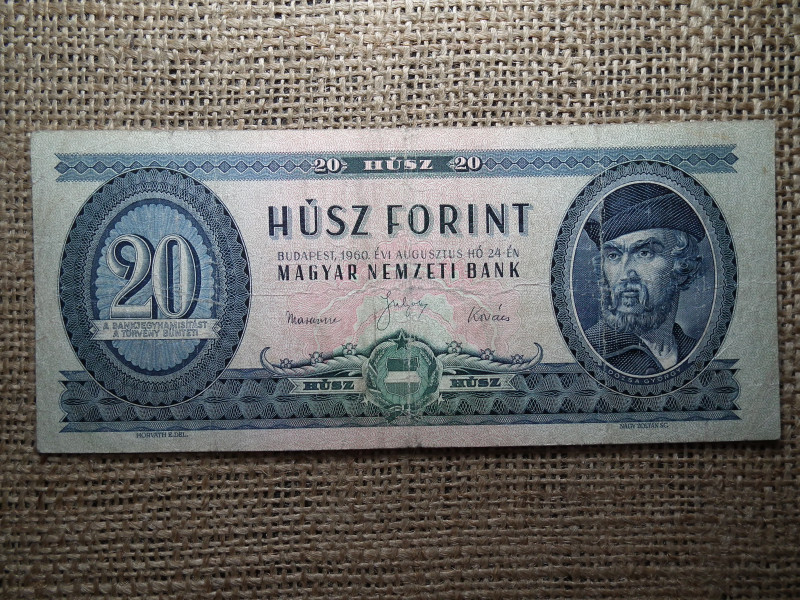 20 HÚSZ 20
HÚSZ FORINT
BUDAPEST, 1960. ÉVI AUGUSZTUS HÓ 24-ÉN
MAGYAR NEMZETI BANK
20
A BANKJEGYHAMISÍTÁST
A TÖRVÉNY BÜNTETI
Kovács
HÚSZ HÚSZ
DÓZSA GYÖRGY
HORVÁTH E. DEL.
NAGY ZOLTÁN SC.